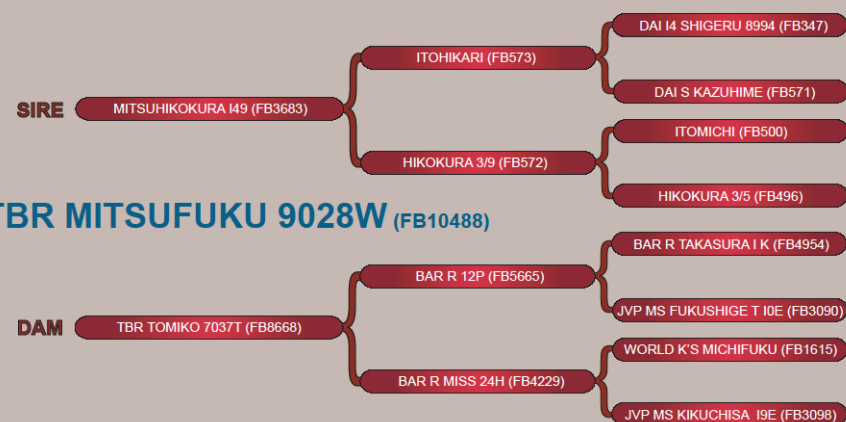 DAI I4 SHIGERU 8994 (FB347)
ITOHIKARI (FB573)
DAI S KAZUHIME (FB571)
SIRE
MITSUHIKOKURA I49 (FB3683)
ITOMICHI (FB500)
HIKOKURA 3/9 (FB572)
HIKOKURA 3/5 (FB496)
TBR MITSUFUKU 9028W (FB10488)
BAR R TAKASURA I K (FB4954)
BAR R 12P (FB5665)
JVP MS FUKUSHIGE T I0E (FB3090)
DAM
TBR TOMIKO 7037T (FB8668)
WORLD K'S MICHIFUKU (FB1615)
BAR R MISS 24H (FB4229)
JVP MS KIKUCHISA I9E (FB3098)